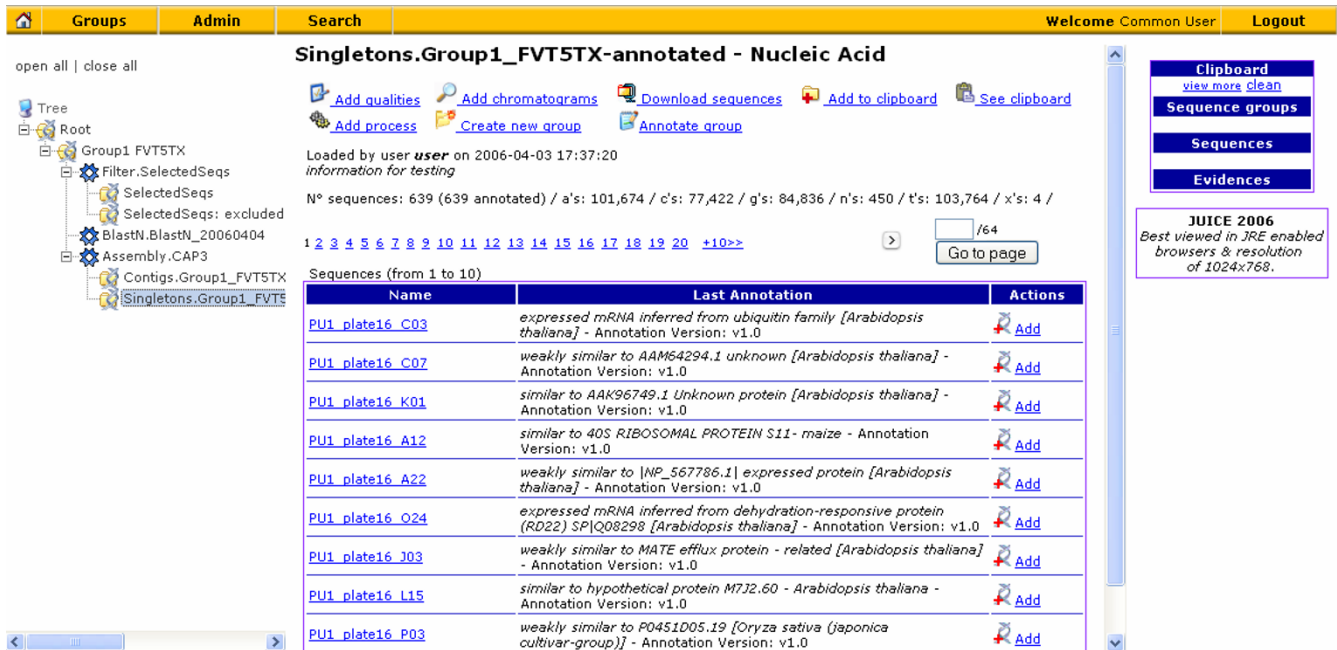 Groups Admin Search Welcome Common User Logout
open all | close all
Tree
Root
Group1 FVT5TX
Filter.SelectedSeqs
SelectedSeqs
SelectedSeqs: excluded
BlastN.BlastN_20060404
Assembly.CAP3
Contigs.Group1_FVT5TX
Singletons.Group1_FVT5
Singletons.Group1_FVT5TX-annotated - Nucleic Acid
Add qualities Add chromatograms Download sequences Add to clipboard See clipboard
Add process Create new group Annotate group
Loaded by user user on 2006-04-03 17:37:20
information for testing
N° sequences: 639 (639 annotated) / a's: 101,674 / c's: 77,422 / g's: 84,836 / n's: 450 / t's: 103,764 / x's: 4 /
1 2 3 4 5 6 7 8 9 10 11 12 13 14 15 16 17 18 19 20 +10>> > /64
Go to page
Sequences (from 1 to 10)
Name Last Annotation Actions
PU1_plate16_C03 expressed mRNA inferred from ubiquitin family [Arabidopsis
thaliana] - Annotation Version: v1.0 Add
PU1_plate16_C07 weakly similar to AAM64294.1 unknown [Arabidopsis thaliana] -
Annotation Version: v1.0 Add
PU1_plate16_K01 similar to AAK96749.1 Unknown protein [Arabidopsis thaliana] -
Annotation Version: v1.0 Add
PU1_plate16_A12 similar to 40S RIBOSOMAL PROTEIN S11- maize - Annotation
Version: v1.0 Add
PU1_plate16_A22 weakly similar to |NP_567786.1| expressed protein [Arabidopsis
thaliana] - Annotation Version: v1.0 Add
PU1_plate16_O24 expressed mRNA inferred from dehydration-responsive protein
(RD22) SP|Q08298 [Arabidopsis thaliana] - Annotation Version: v1.0 Add
PU1_plate16_J03 weakly similar to MATE efflux protein - related [Arabidopsis thaliana]
- Annotation Version: v1.0 Add
PU1_plate16_L15 similar to hypothetical protein M7J2.60 - Arabidopsis thaliana -
Annotation Version: v1.0 Add
PU1_plate16_P03 weakly similar to P0451D05.19 [Oryza sativa (japonica
cultivar-group)] - Annotation Version: v1.0 Add
Clipboard
view more clean
Sequence groups
Sequences
Evidences
JUICE 2006
Best viewed in JRE enabled
browsers & resolution
of 1024x768.